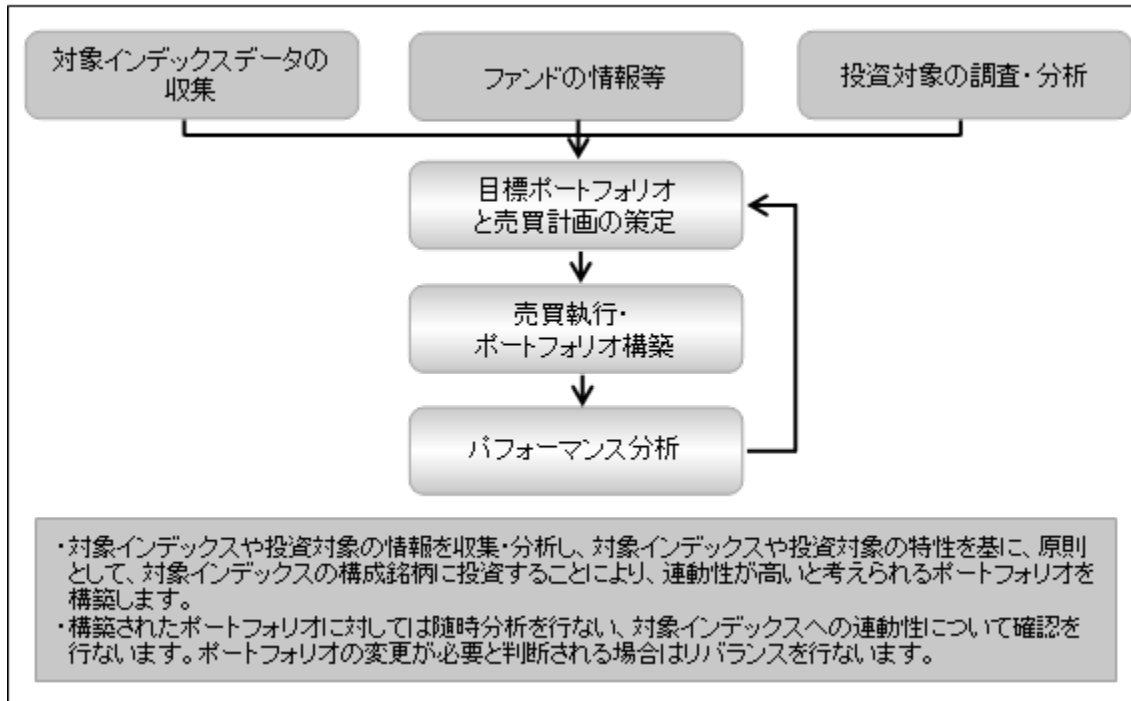 対象インデックスデータの
収集
ファンドの情報等
投資対象の調査・分析
目標ポートフォリオ
と売買計画の策定
売買執行・
ポートフォリオ構築
パフォーマンス分析
・対象インデックスや投資対象の情報を収集・分析し、対象インデックスや投資対象の特性を基に、原則
として、対象インデックスの構成銘柄に投資することにより、連動性が高いと考えられるポートフォリオを
構築します。
・構築されたポートフォリオに対しては随時分析を行ない、対象インデックスへの連動性について確認を
行ないます。ポートフォリオの変更が必要と判断される場合はリバランスを行ないます。